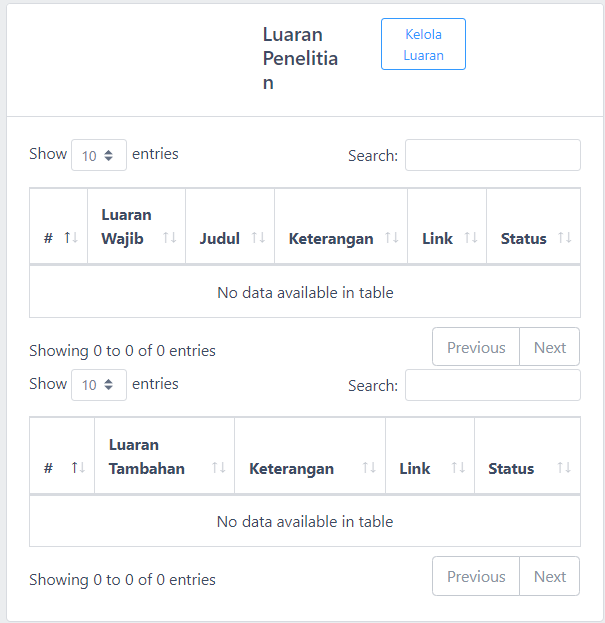 Luaran
Penelitia
n
Kelola
Luaran
Show 10 entries
Search:
# Luaran Wajib Judul Keterangan Link Status
No data available in table
Showing 0 to 0 of 0 entries
Previous Next
Show 10 entries
Search:
# Luaran Tambahan Keterangan Link Status
No data available in table
Showing 0 to 0 of 0 entries
Previous Next